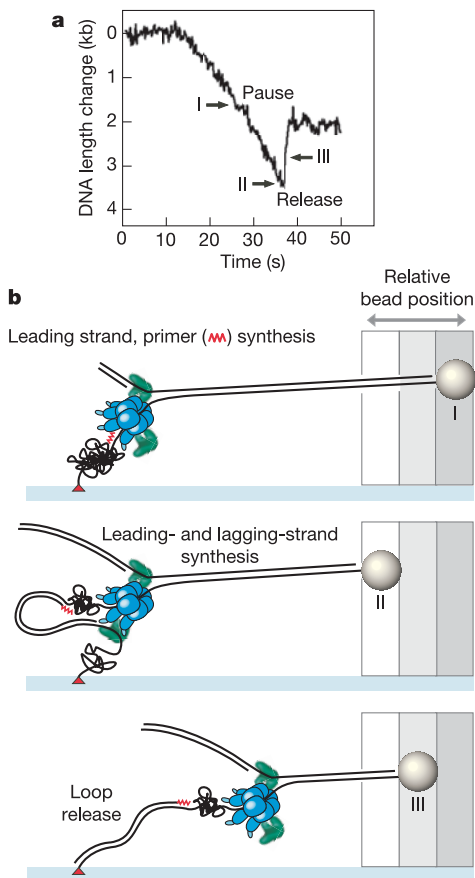 a
DNA length change (kb)
0
1
2
3
4
I
Pause
II
III
Release
0 10 20 30 40 50
Time (s)
b
Relative
bead position
Leading strand, primer ( ) synthesis
I
Leading- and lagging-strand
synthesis
II
Loop
release
III